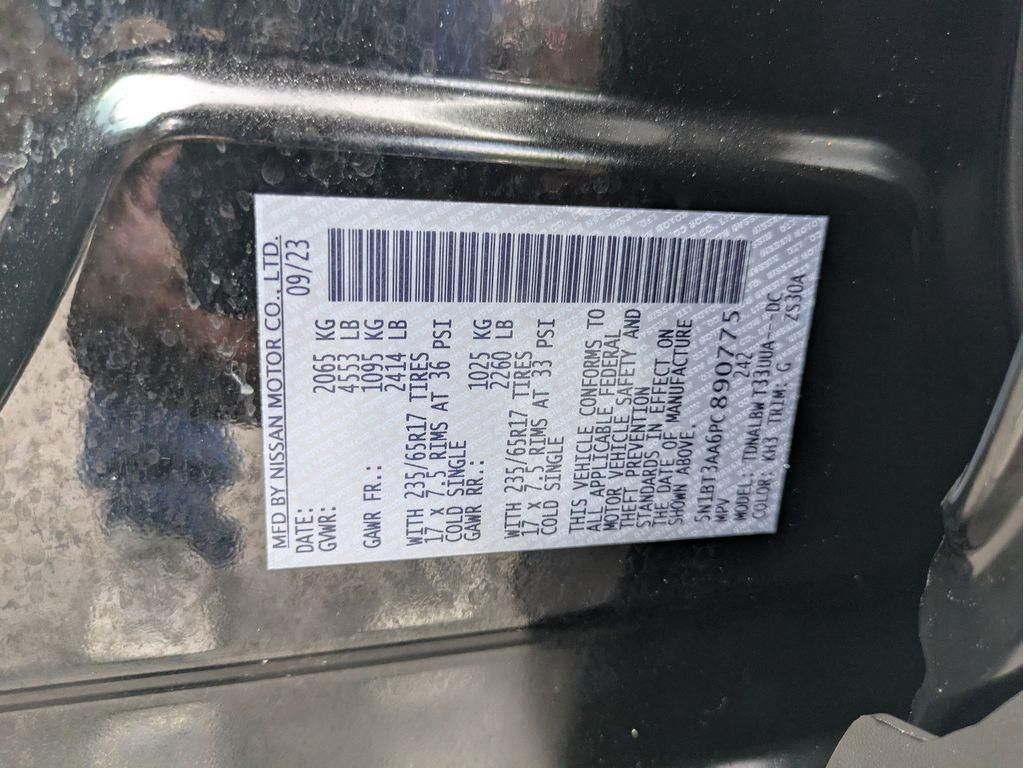 MFD BY NISSAN MOTOR CO., LTD.
DATE: 09/23
GVWR: 2065 KG
4553 LB
GAWR FR.: 1095 KG
2414 LB
WITH 235/65R17 TIRES
17 X 7.5 RIMS AT 36 PSI
COLD SINGLE
GAWR RR.: 1025 KG
2260 LB
WITH 235/65R17 TIRES
17 X 7.5 RIMS AT 33 PSI
COLD SINGLE
THIS VEHICLE CONFORMS TO
ALL APPLICABLE FEDERAL
MOTOR VEHICLE SAFETY AND
THEFT PREVENTION
STANDARDS IN EFFECT ON
THE DATE OF MANUFACTURE
SHOWN ABOVE.
5N1BT3AA6PC890775
MPV 242
MODEL: TDNALBWT33UUA-DC
COLOR: KH3 TRIM: G ZS30A